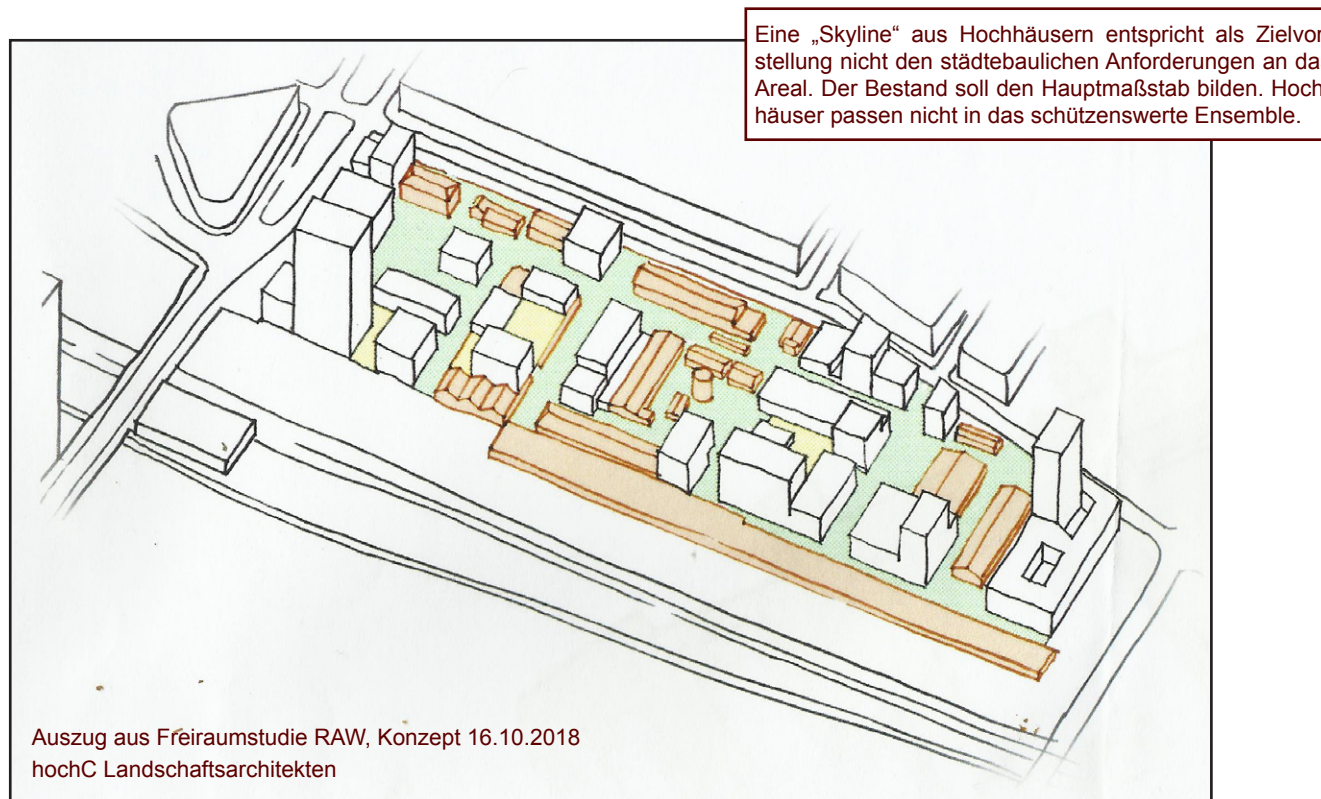 Eine „Skyline“ aus Hochhäusern entspricht als Zielvor
stellung nicht den städtebaulichen Anforderungen an da
Areal. Der Bestand soll den Hauptmaßstab bilden. Hoch
häuser passen nicht in das schützenswerte Ensemble.
Auszug aus Freiraumstudie RAW, Konzept 16.10.2018
hochC Landschaftsarchitekten